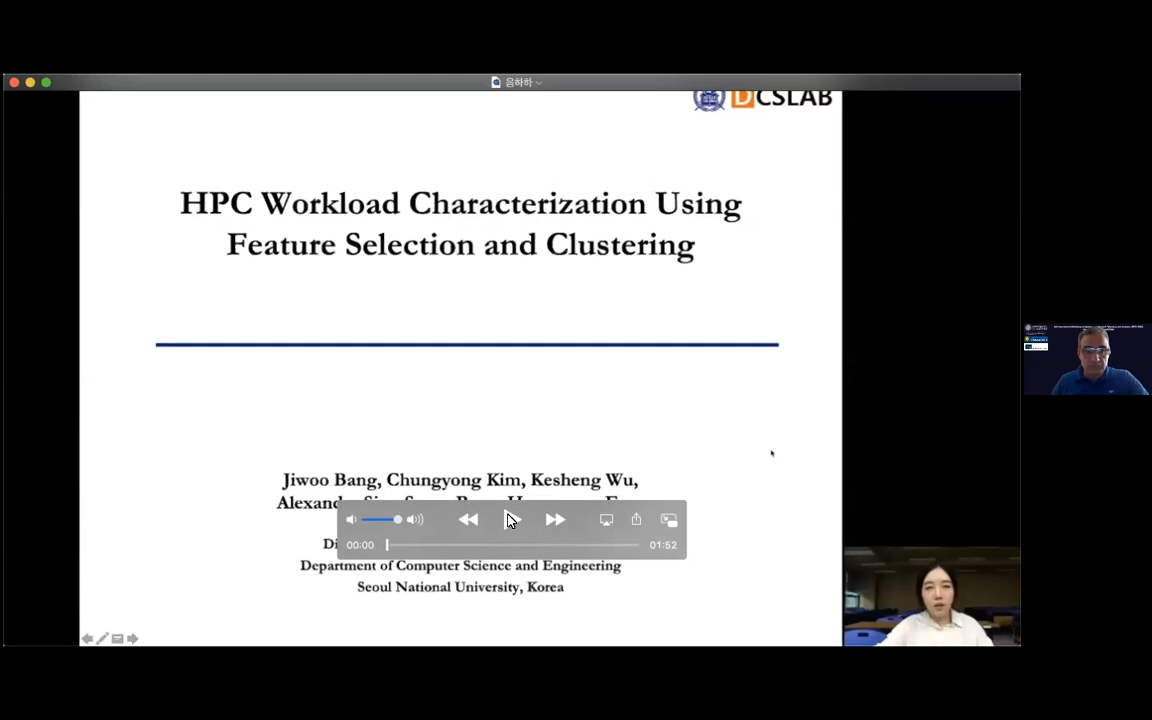 음하하
DCSLAB
HPC Workload Characterization Using
Feature Selection and Clustering
Jiwoo Bang, Chungyong Kim, Kesheng Wu,
00:00
01:52
Department of Computer Science and Engineering
Seoul National University, Korea